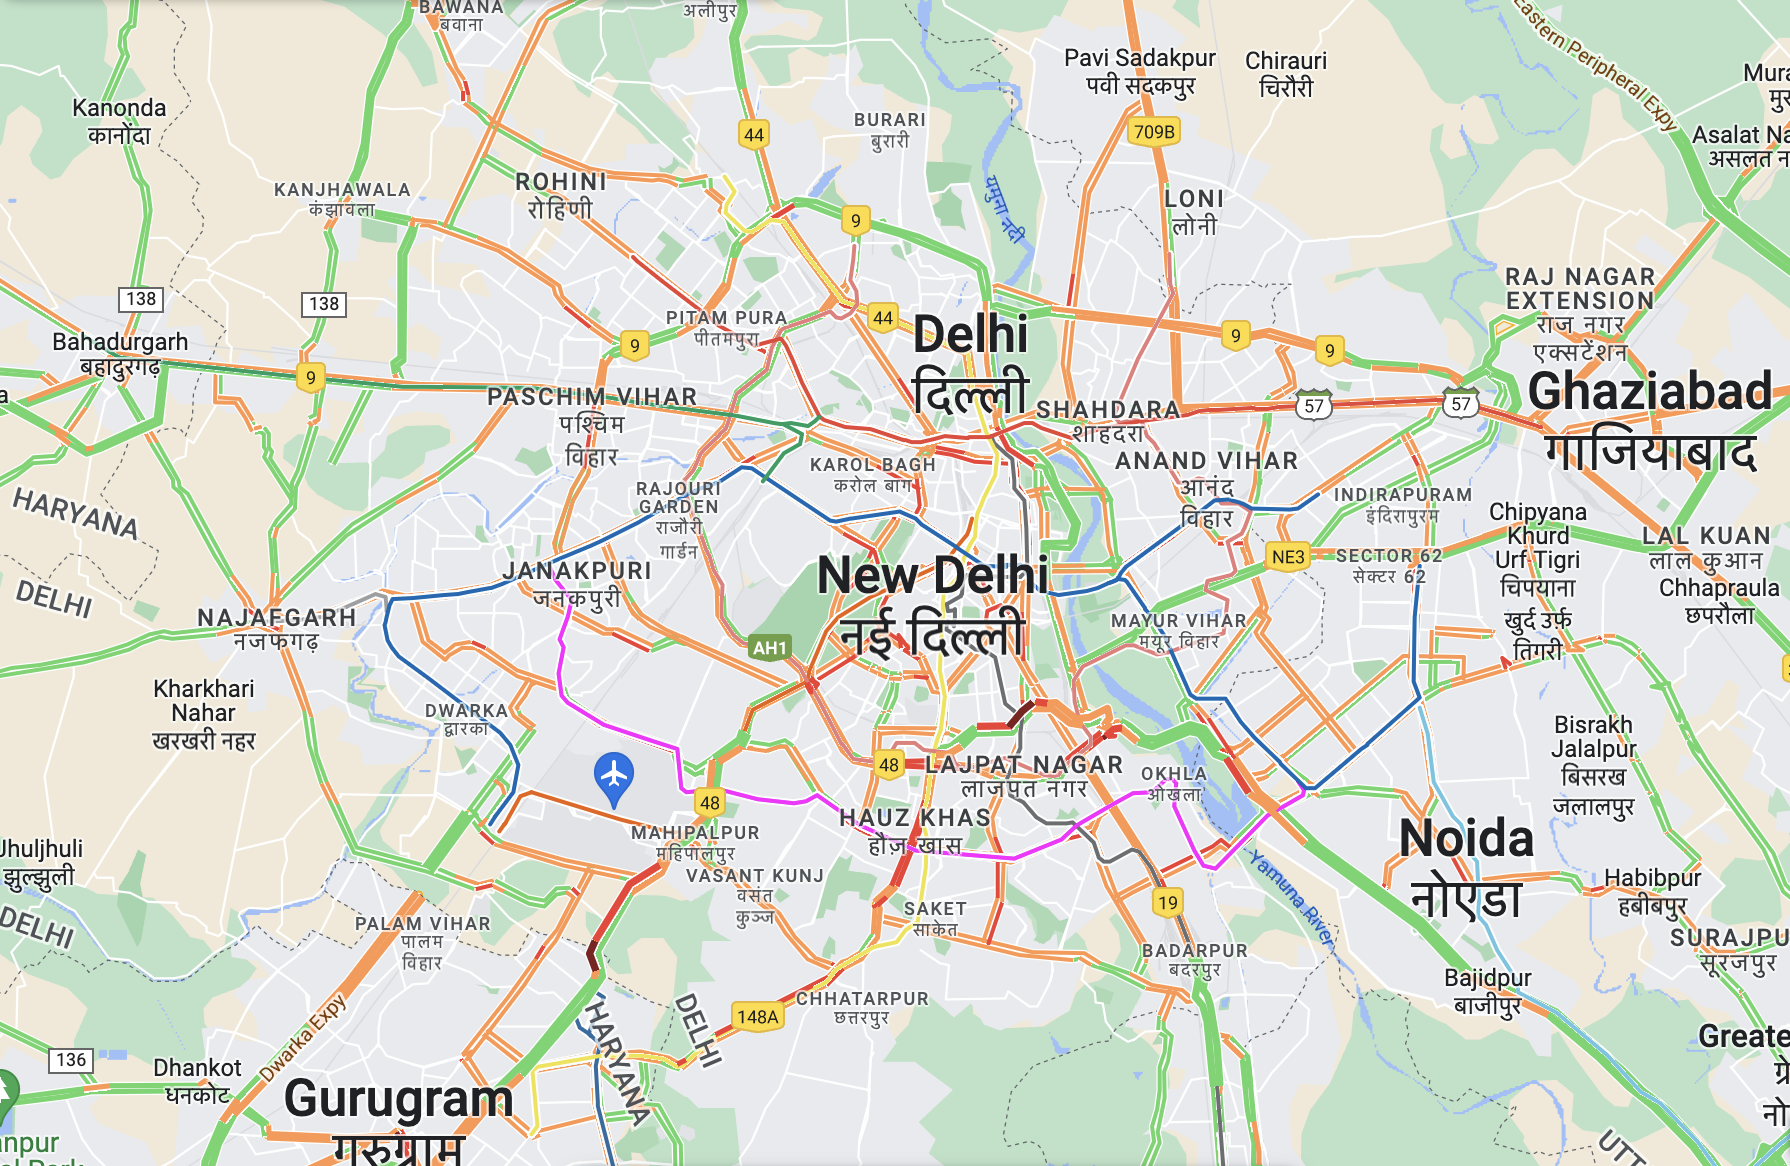 BAWANA
बवाना
अलीपुर
Eastern Peripheral Expy
Pavi Sadakpur
पवी सदकपुर
Chirauri
चिरौरी
Kanonda
कानोंदा
44
BURARI
बुरारी
709B
KANJHAWALA
कंझावला
ROHINI
रोहिणी
9
यमुना नदी
LONI
लोनी
138
138
RAJ NAGAR
EXTENSION
राज नगर
एक्सटेंशन
PITAM PURA
पीतमपुरा
44
Delhi
दिल्ली
9
9
9
Bahadurgarh
बहादुरगढ़
9
PASCHIM VIHAR
पश्चिम
विहार
SHAHDARA
शाहदरा
57
57
Ghaziabad
गाजियाबाद
KAROL BAGH
करोल बाग
ANAND VIHAR
आनंद
विहार
RAJOURI
GARDEN
राजौरी
गार्डन
INDIRAPURAM
इंदिरापुरम
HARYANA
Chipyana
Khurd
Urf-Tigri
चिपयाना
खुर्द उर्फ़
तिगरी
LAL KUAN
लाल कुआन
NE3
SECTOR 62
सेक्टर 62
Chhapraula
छपरौला
JANAKPURI
जनकपुरी
New Delhi
नई दिल्ली
DELHI
NAJAFGARH
नजफगढ़
MAYUR VIHAR
मयूर विहार
AH1
Kharkhari
Nahar
खरखरी नहर
DWARKA
द्वारका
Bisrakh
Jalalpur
बिसरख
जलालपुर
48
LAJPAT NAGAR
लाजपत नगर
OKHLA
ओखला
48
HAUZ KHAS
हौज़ खास
MAHIPALPUR
महिपालपुर
Noida
नोएडा
Jhuljhuli
झुल्झुली
VASANT KUNJ
वसंत
कुञ्ज
Yamuna River
Habibpur
हबीबपुर
19
SAKET
साकेत
DELHI
PALAM VIHAR
पालम
विहार
BADARPUR
बदरपुर
SURAJPU
सूरजपुर
Bajidpur
बाजीपुर
CHHATARPUR
छत्तरपुर
148A
DELHI
HARYANA
Dwarka Expy
136
Dhankot
धनकोट
Greate
Gurugram
गुरुग्राम
anpur
UTT